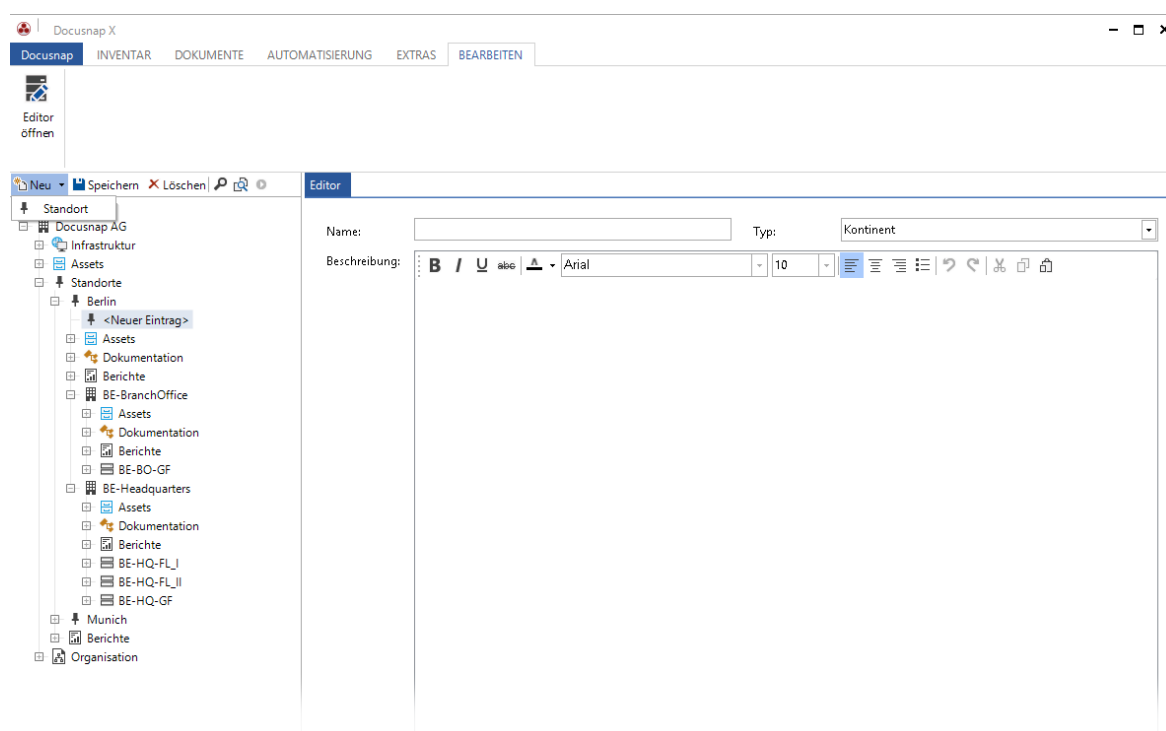 Docusnap X
Docusnap INVENTAR DOKUMENTE AUTOMATISIERUNG EXTRAS BEARBEITEN
Editor
öffnen
Neu Speichern Löschen
Editor
Standort
Docusnap AG
Infrastruktur
Assets
Standorte
Berlin
<Neuer Eintrag>
Assets
Dokumentation
Berichte
BE-BranchOffice
Assets
Dokumentation
Berichte
BE-BO-GF
BE-Headquarters
Assets
Dokumentation
Berichte
BE-HQ-FL_I
BE-HQ-FL_II
BE-HQ-GF
Munich
Berichte
Organisation
Name: Typ: Kontinent
Beschreibung: B I U abc A Arial 10